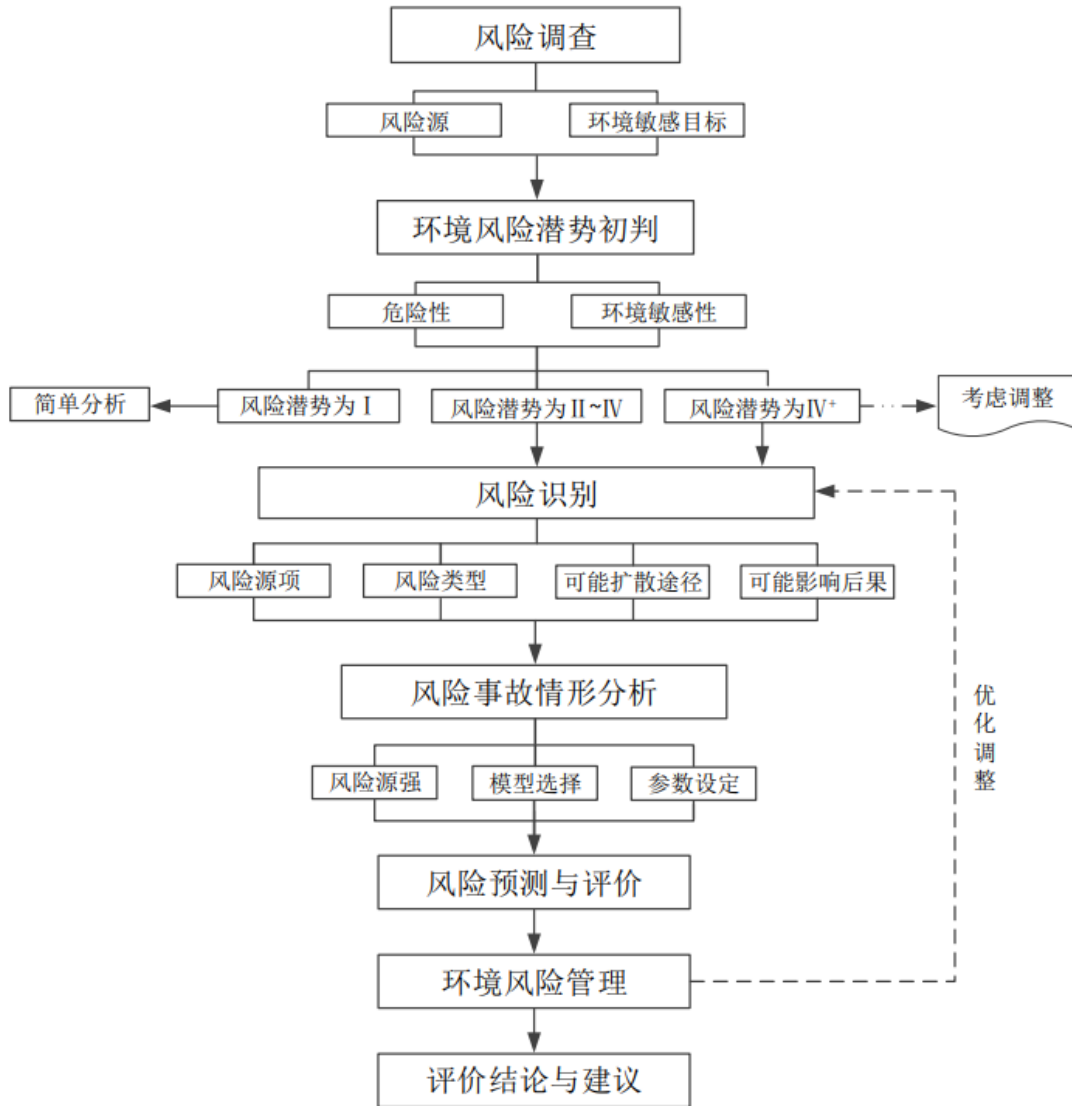 风险调查
风险源
环境敏感目标
环境风险潜势初判
危险性
环境敏感性
简单分析
风险潜势为Ⅰ
风险潜势为Ⅱ~Ⅳ
风险潜势为Ⅳ⁺
考虑调整
风险识别
风险源项
风险类型
可能扩散途径
可能影响后果
风险事故情形分析
风险源强
模型选择
参数设定
优化调整
风险预测与评价
环境风险管理
评价结论与建议